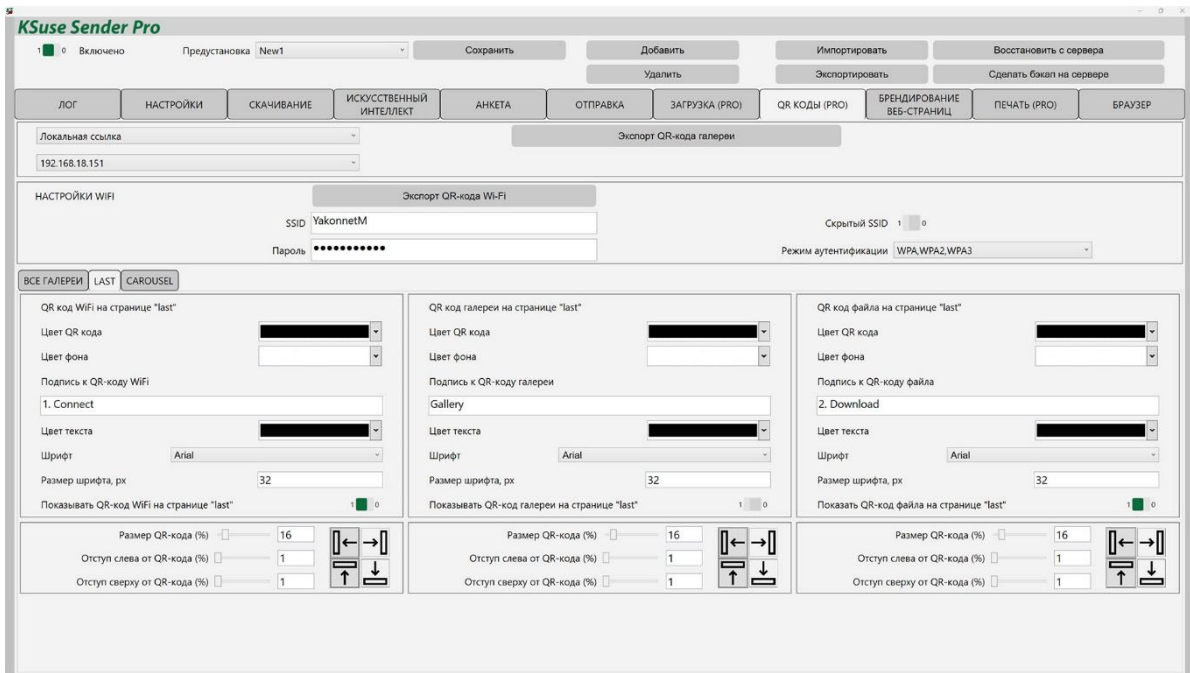 KSuse Sender Pro
1 0 Включено Предустановка New1 Сохранить Добавить Импортировать Восстановить с сервера
Удалить Экспортировать Сделать бэкап на сервере
ЛОГ НАСТРОЙКИ СКАЧИВАНИЕ ИСКУССТВЕННЫЙ ИНТЕЛЛЕКТ АНКЕТА ОТПРАВКА ЗАГРУЗКА (PRO) QR КОДЫ (PRO) БРЕНДИРОВАНИЕ ВЕБ-СТРАНИЦ ПЕЧАТЬ (PRO) БРАУЗЕР
Локальная ссылка Экспорт QR-кода галереи
192.168.18.151
НАСТРОЙКИ WIFI Экспорт QR-кода Wi-Fi
SSID YakonnetM Скрытый SSID 1 0
Пароль ●●●●●●●●●●● Режим аутентификации WPA,WPA2,WPA3
ВСЕ ГАЛЕРЕИ LAST CAROUSEL
QR код WiFi на странице "last" QR код галереи на странице "last" QR код файла на странице "last"
Цвет QR кода Цвет QR кода Цвет QR кода
Цвет фона Цвет фона Цвет фона
Подпись к QR-коду WiFi Подпись к QR-коду галереи Подпись к QR-коду файла
1. Connect Gallery 2. Download
Цвет текста Цвет текста Цвет текста
Шрифт Arial Шрифт Arial Шрифт Arial
Размер шрифта, px 32 Размер шрифта, px 32 Размер шрифта, px 32
Показывать QR-код WiFi на странице "last" 1 0 Показывать QR-код галереи на странице "last" 1 0 Показать QR-код файла на странице "last" 1 0
Размер QR-кода (%) 16 Размер QR-кода (%) 16 Размер QR-кода (%) 16
Отступ слева от QR-кода (%) 1 Отступ слева от QR-кода (%) 1 Отступ слева от QR-кода (%) 1
Отступ сверху от QR-кода (%) 1 Отступ сверху от QR-кода (%) 1 Отступ сверху от QR-кода (%) 1